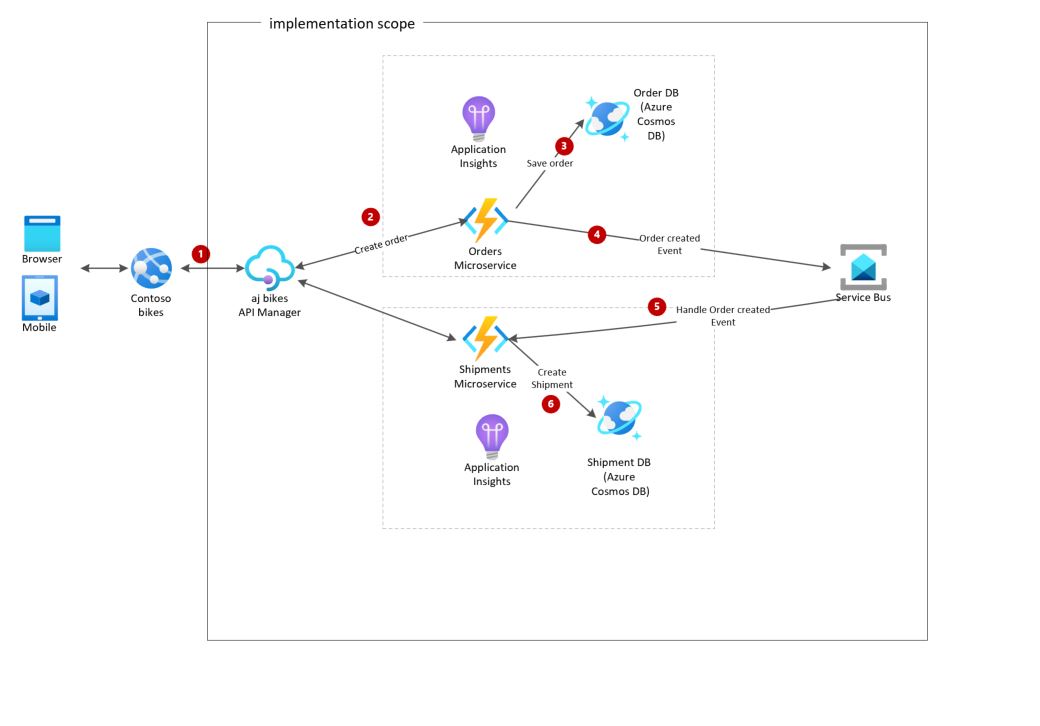 implementation scope
Order DB
(Azure
Cosmos
DB)
Application
Insights
3
Save order
2
Create order
4
Order created
Event
Browser
1
Orders
Microservice
Contoso
bikes
aj bikes
API Manager
Service Bus
Mobile
5
Handle Order created
Event
Shipments
Microservice
Create
Shipment
6
Application
Insights
Shipment DB
(Azure
Cosmos DB)